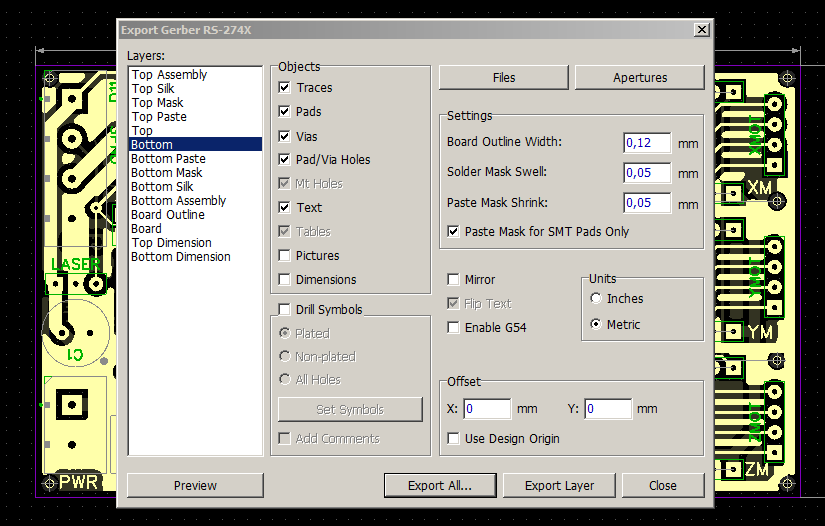 Export Gerber RS-274X
Layers:
Top Assembly
Top Silk
Top Mask
Top Paste
Top
Bottom
Bottom Paste
Bottom Mask
Bottom Silk
Bottom Assembly
Board Outline
Board
Top Dimension
Bottom Dimension
Objects
Traces
Pads
Vias
Pad/Via Holes
Mt Holes
Text
Tables
Pictures
Dimensions
Drill Symbols
Plated
Non-plated
All Holes
Set Symbols
Add Comments
Files
Apertures
Settings
Board Outline Width: 0,12 mm
Solder Mask Swell: 0,05 mm
Paste Mask Shrink: 0,05 mm
Paste Mask for SMT Pads Only
Mirror
Flip Text
Enable G54
Units
Inches
Metric
Offset
X: 0 mm Y: 0 mm
Use Design Origin
Preview
Export All...
Export Layer
Close
LASER
C1
PWR
XMOT
XM
YMOT
YM
ZMOT
ZM